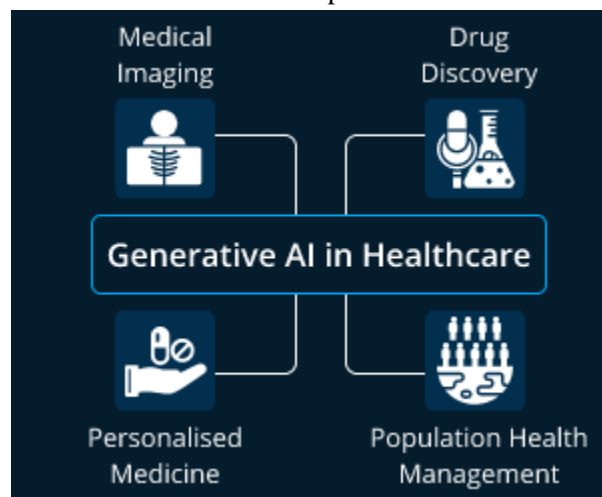 Medical
Imaging
Drug
Discovery
Generative AI in Healthcare
Personalised
Medicine
Population Health
Management